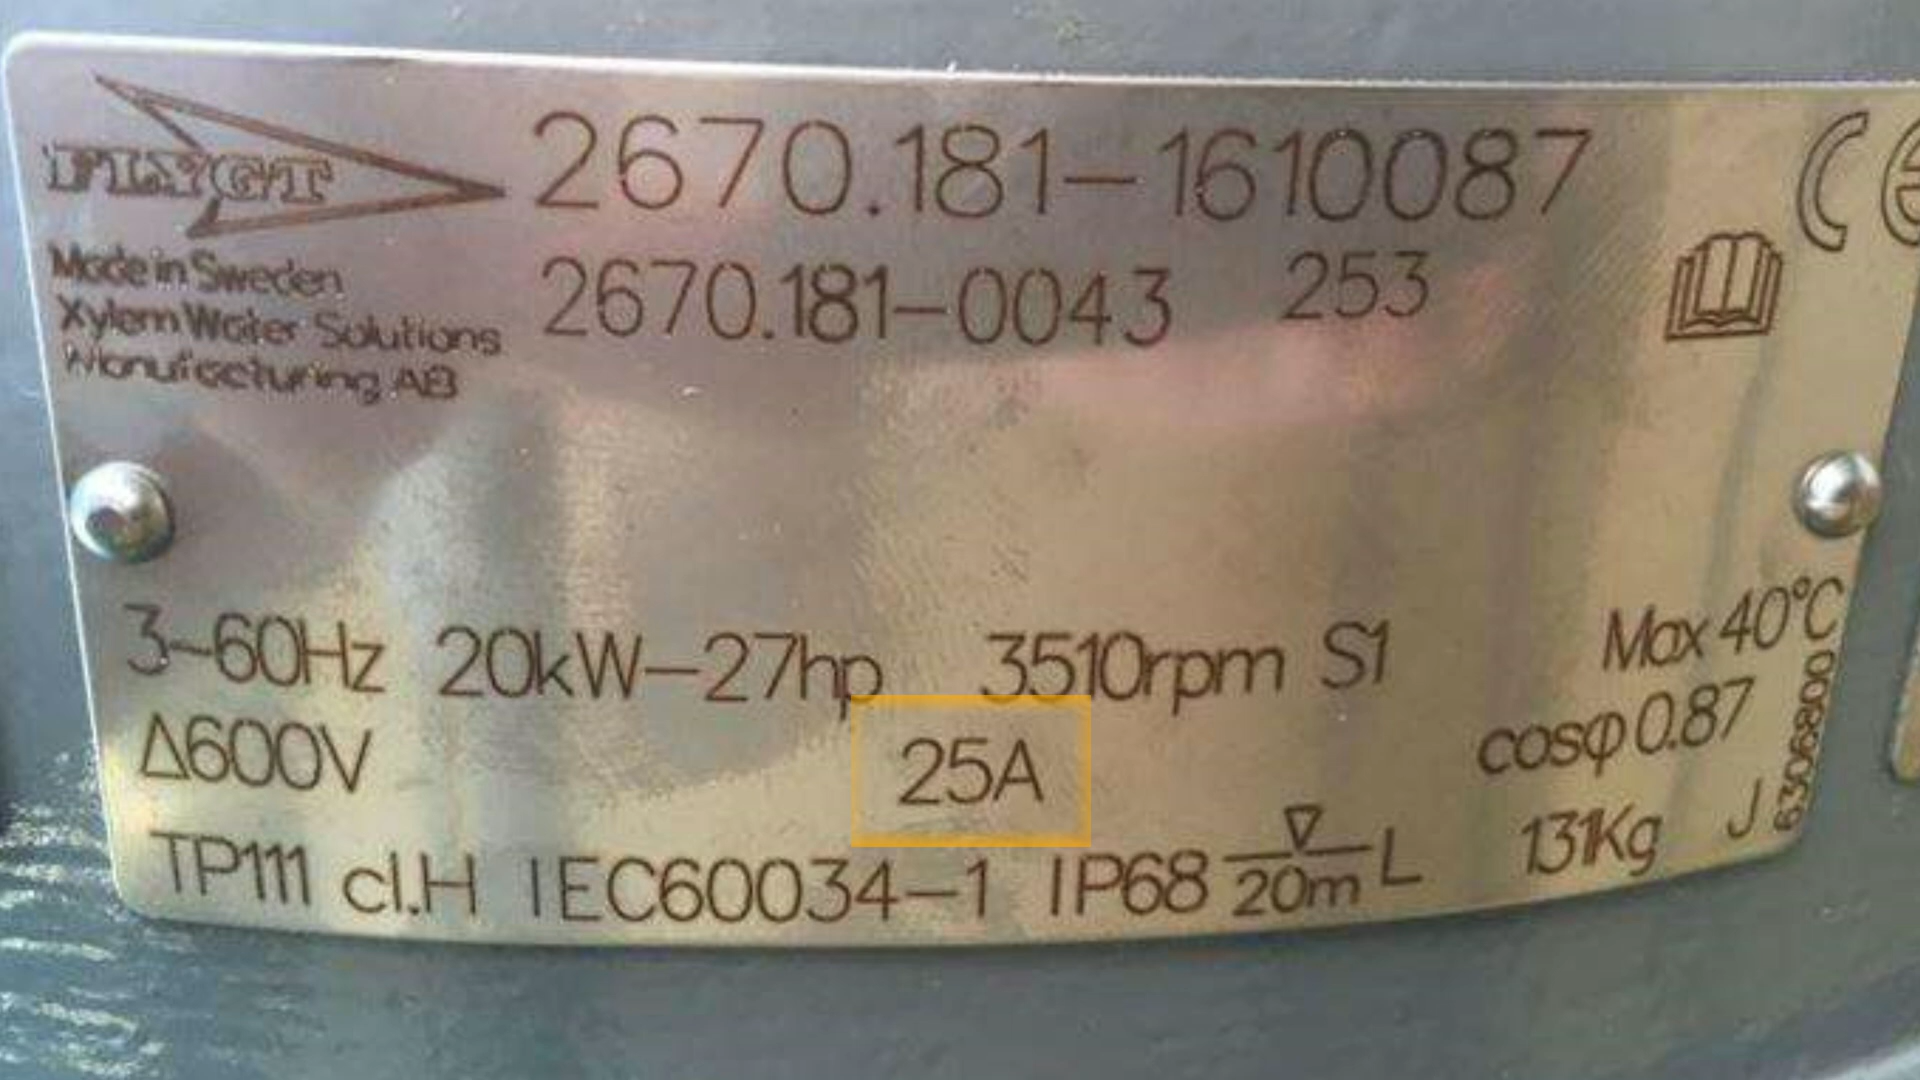 FLYGT 2670.181-1610087 CE
Made in Sweden
Xylem Water Solutions
Manufacturing AB
2670.181-0043 253
3~60Hz 20kW-27hp 3510rpm S1 Max 40°C
Δ600V 25A cosφ 0.87
TP111 cl.H IEC60034-1 IP68 ▽ 20m L 131Kg J
6306800